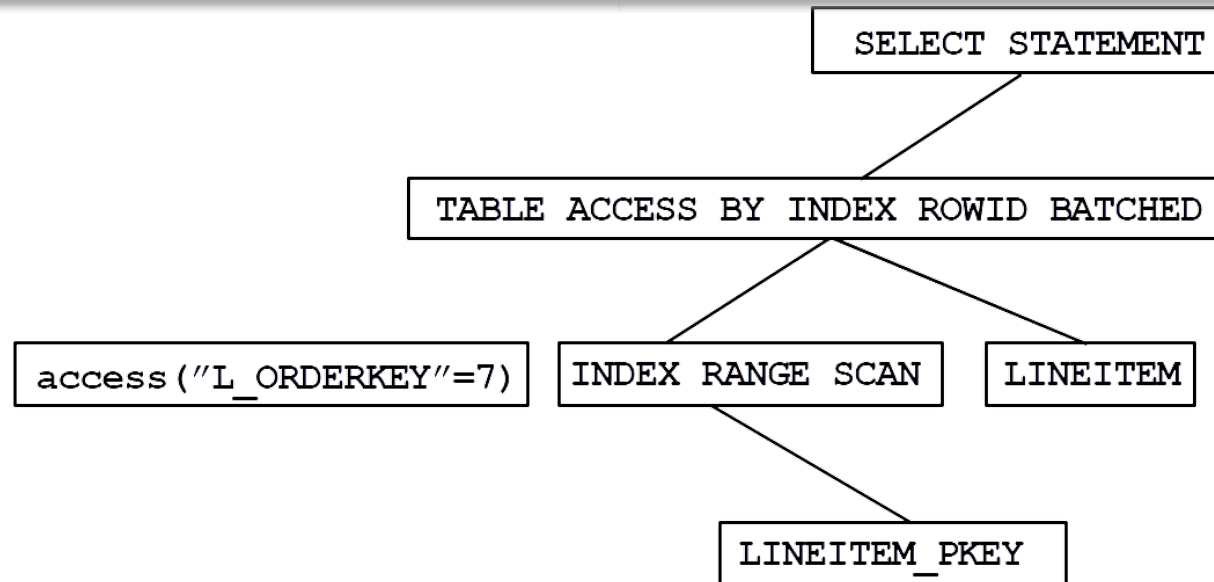 SELECT STATEMENT
TABLE ACCESS BY INDEX ROWID BATCHED
access("L_ORDERKEY"=7)
INDEX RANGE SCAN
LINEITEM
LINEITEM_PKEY